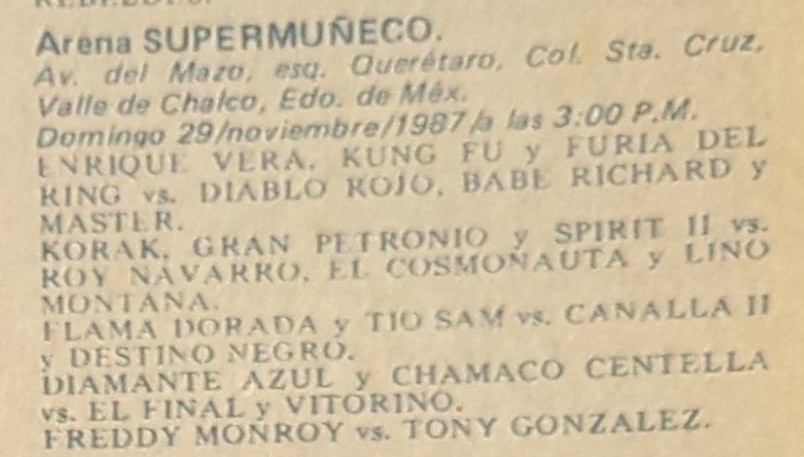 Arena SUPERMUÑECO.
Av. del Mazo, esq. Querétaro, Col. Sta. Cruz,
Valle de Chalco, Edo. de Méx.
Domingo 29/noviembre/1987/a las 3:00 P.M.
ENRIQUE VERA, KUNG FU y FURIA DEL
RING vs. DIABLO ROJO, BABE RICHARD y
MASTER.
KORAK, GRAN PETRONIO y SPIRIT II vs.
ROY NAVARRO, EL COSMONAUTA y LINO
MONTANA.
FLAMA DORADA y TIO SAM vs. CANALLA II
y DESTINO NEGRO.
DIAMANTE AZUL y CHAMACO CENTELLA
vs. EL FINAL y VITORINO.
FREDDY MONROY vs. TONY GONZALEZ.